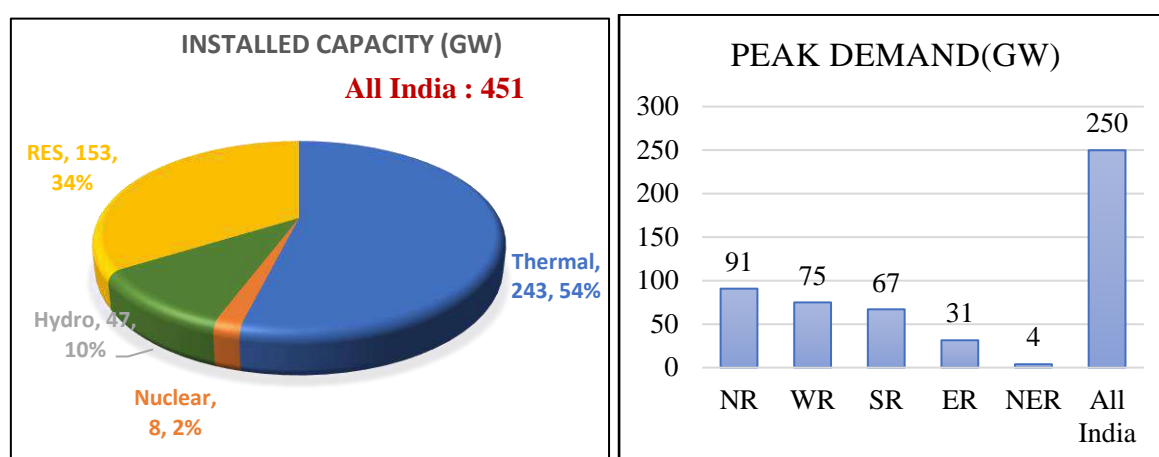 INSTALLED CAPACITY (GW)
All India : 451
RES, 153,
34%
Thermal,
243, 54%
Hydro, 47,
10%
Nuclear,
8, 2%
PEAK DEMAND(GW)
300
250
200
150
100
50
0
91
75
67
31
4
250
NR
WR
SR
ER
NER
All
India